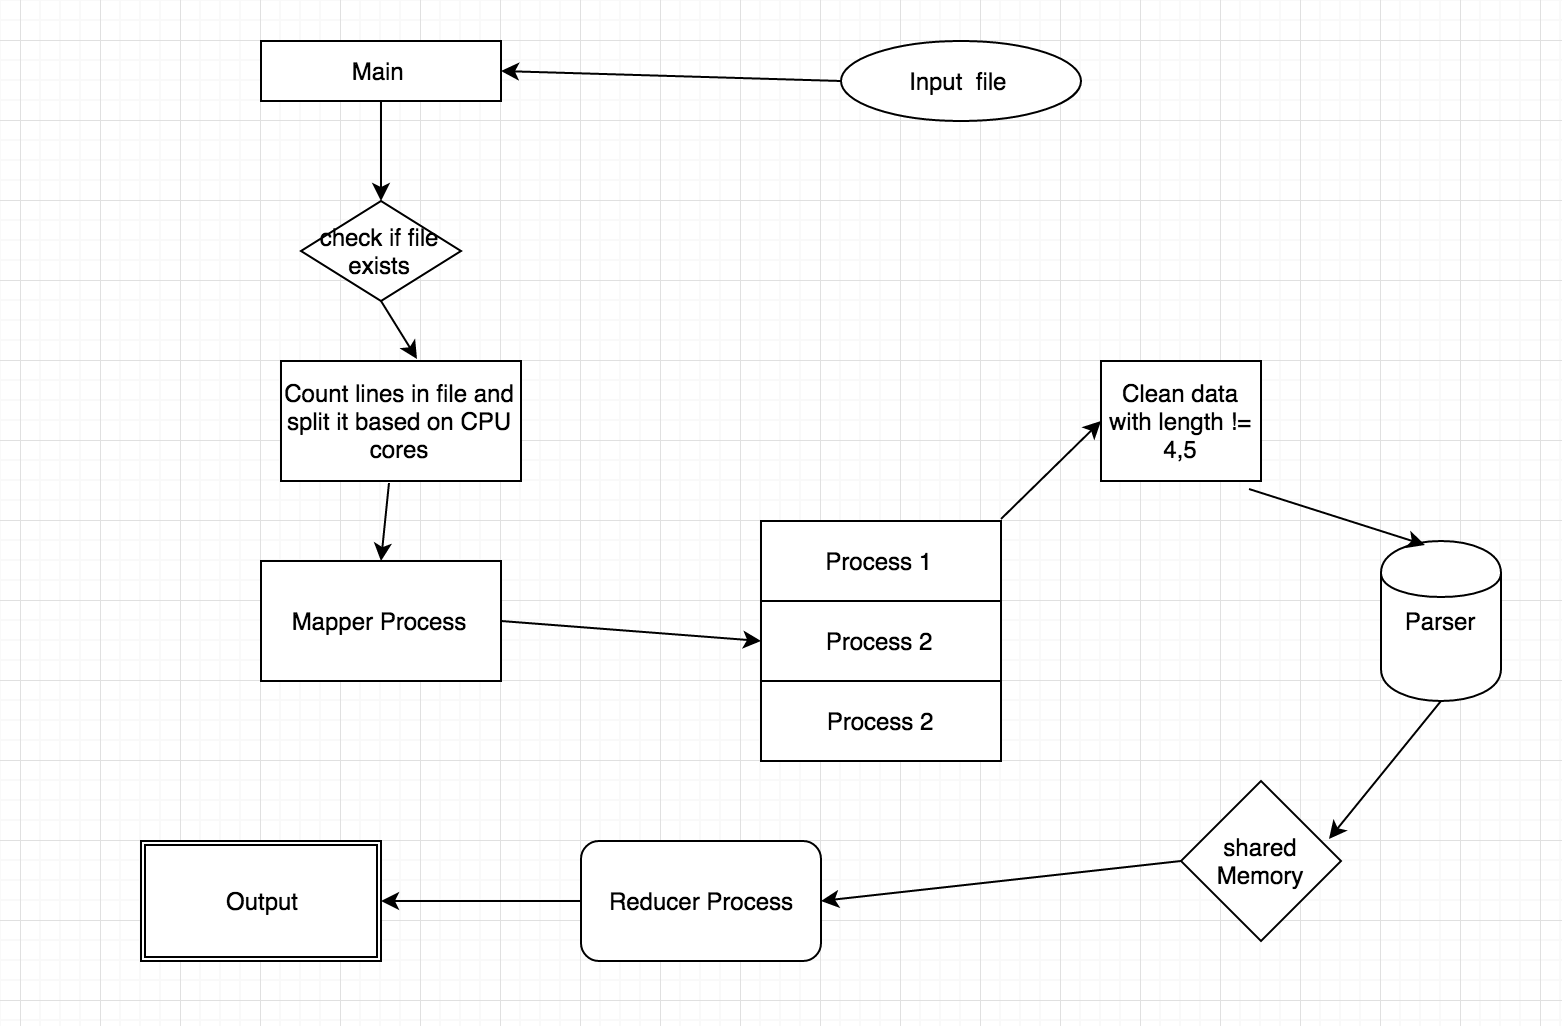 Main
Input  file
check if file
exists
Count lines in file and
split it based on CPU
cores
Clean data
with length !=
4,5
Process 1
Mapper Process
Process 2
Parser
Process 2
shared
Memory
Output
Reducer Process